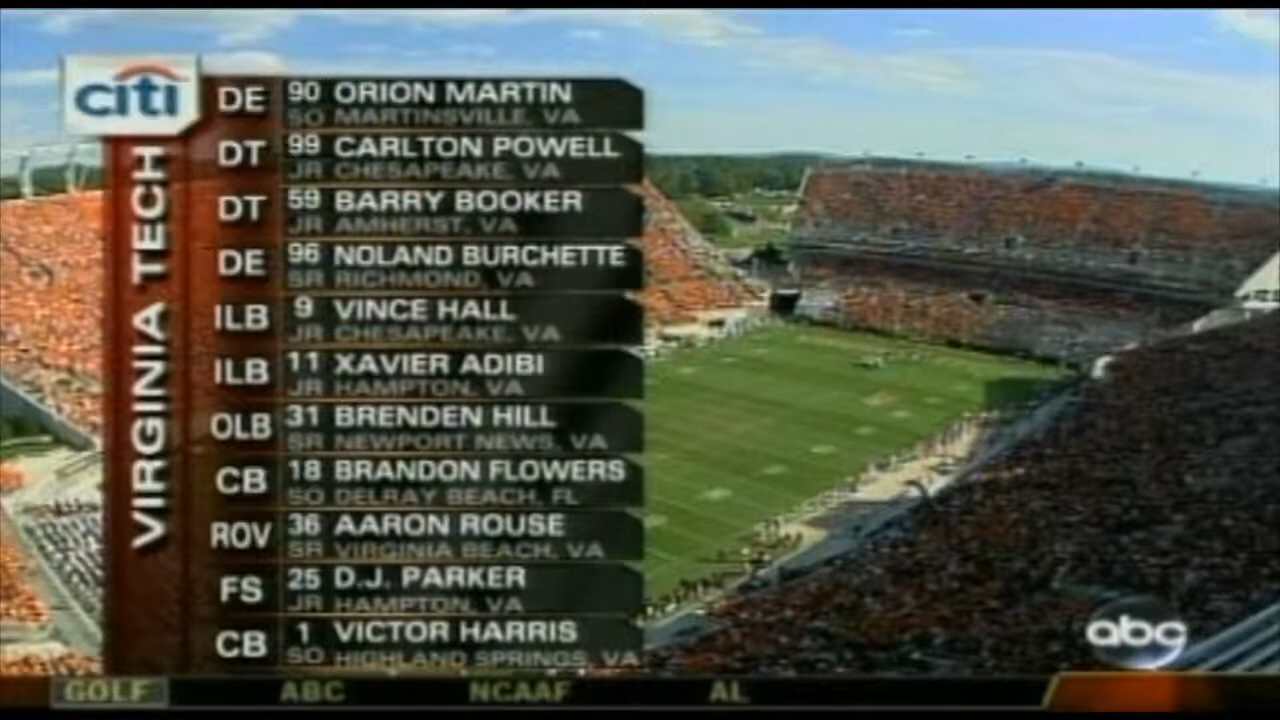 citi
VIRGINIA TECH
DE 90 ORION MARTIN
SO MARTINSVILLE, VA
DT 99 CARLTON POWELL
JR CHESAPEAKE, VA
DT 59 BARRY BOOKER
JR AMHERST, VA
DE 96 NOLAND BURCHETTE
SR RICHMOND, VA
ILB 9 VINCE HALL
JR CHESAPEAKE, VA
ILB 11 XAVIER ADIBI
JR HAMPTON, VA
OLB 31 BRENDEN HILL
SR NEWPORT NEWS, VA
CB 18 BRANDON FLOWERS
SO DELRAY BEACH, FL
ROV 36 AARON ROUSE
SR VIRGINIA BEACH, VA
FS 25 D.J. PARKER
JR HAMPTON, VA
CB 1 VICTOR HARRIS
SO HIGHLAND SPRINGS, VA
abc
GOLF ABC NCAAF AL